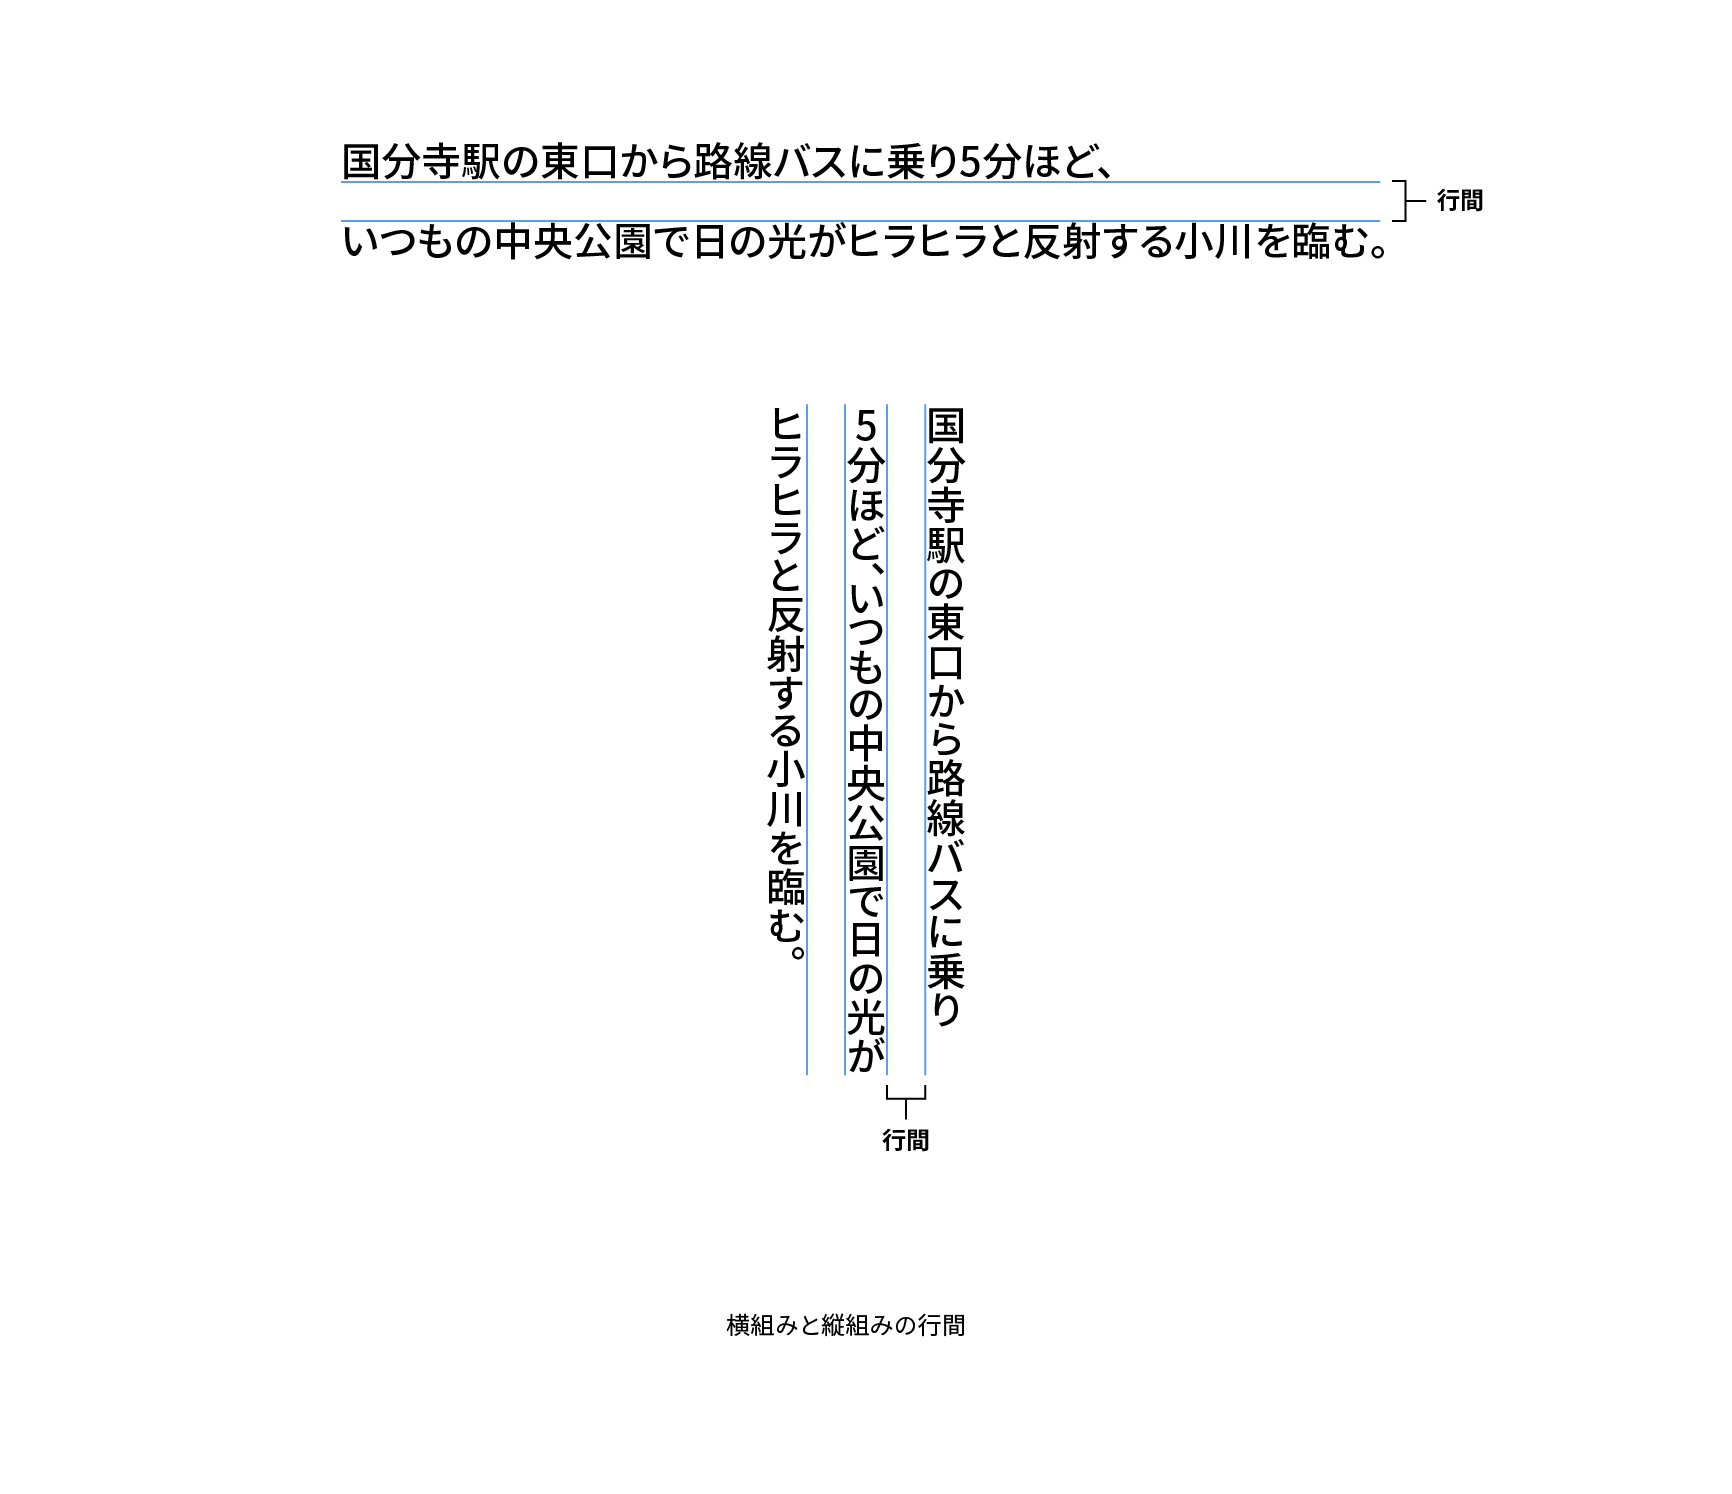 国分寺駅の東口から路線バスに乗り5分ほど、
行間
いつもの中央公園で日の光がヒラヒラと反射する小川を臨む。
国分寺駅の東口から路線バスに乗り
5分ほど、いつもの中央公園で日の光が
ヒラヒラと反射する小川を臨む。
行間
横組みと縦組みの行間